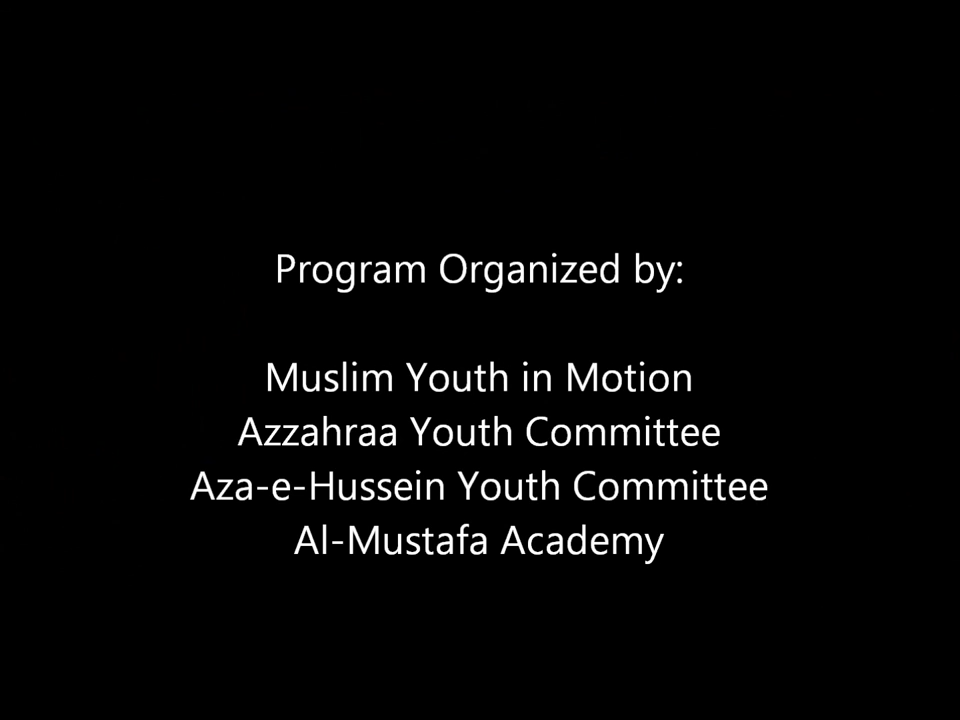 Program Organized by:
Muslim Youth in Motion
Azzahraa Youth Committee
Aza-e-Hussein Youth Committee
Al-Mustafa Academy